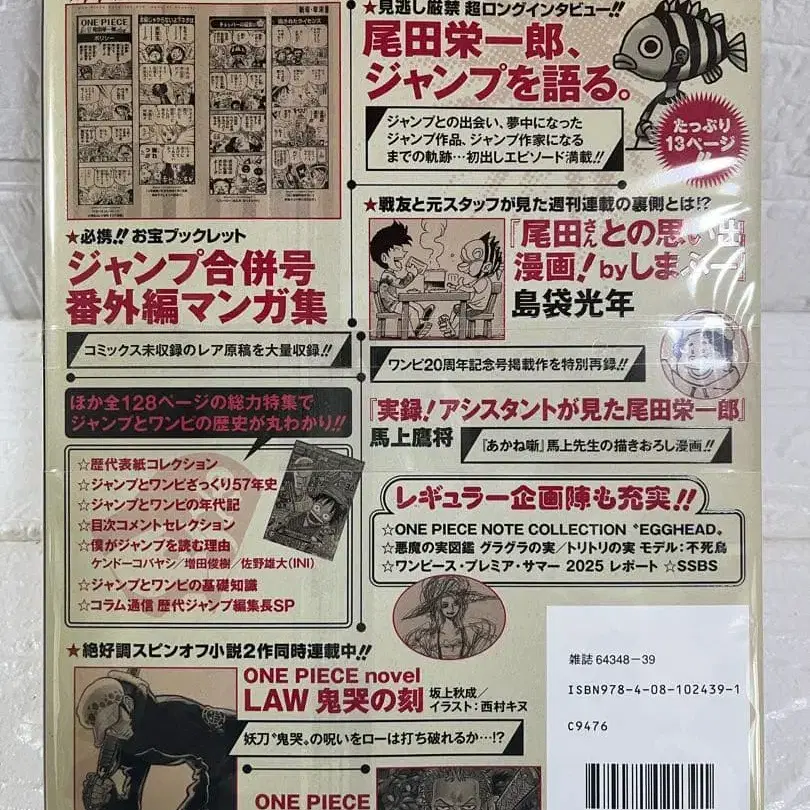 ONE PIECE
ポリシー
★見逃し厳禁 超ロングインタビュー!!
尾田栄一郎、
ジャンプを語る。
ジャンプとの出会い、夢中になった
ジャンプ作品、ジャンプ作家になる
までの軌跡…初出しエピソード満載!!
たっぷり
13ページ
!!
★必携!! お宝ブックレット
ジャンプ合併号
番外編マンガ集
コミックス未収録のレア原稿を大量収録!!
★戦友と元スタッフが見た週刊連載の裏側とは!?
『尾田さんとの思い出
漫画!byしまぶー』
島袋光年
ワンピ20周年記念号掲載作を特別再録!!
『実録!アシスタントが見た尾田栄一郎』
馬上鷹将
『あかね噺』馬上先生の描きおろし漫画!!
ほか全128ページの総力特集で
ジャンプとワンピの歴史が丸わかり!!
☆歴代表紙コレクション
☆ジャンプとワンピざっくり57年史
☆ジャンプとワンピの年代記
☆目次コメントセレクション
☆僕がジャンプを読む理由
ケンドーコバヤシ/増田俊樹/佐野雄大(INI)
☆ジャンプとワンピの基礎知識
☆コラム通信 歴代ジャンプ編集長SP
レギュラー企画陣も充実!!
☆ONE PIECE NOTE COLLECTION〝EGGHEAD〟
☆悪魔の実図鑑 グラグラの実/トリトリの実 モデル:不死鳥
☆ワンピース・プレミア・サマー 2025 レポート ☆SSBS
★絶好調スピンオフ小説2作同時連載中!!
ONE PIECE novel
LAW 鬼哭の刻
坂上秋成/
イラスト:西村キヌ
妖刀〝鬼哭〟の呪いをローは打ち破れるか…!?
ONE PIECE
雑誌 64348-39
ISBN978-4-08-102439-1
C9476